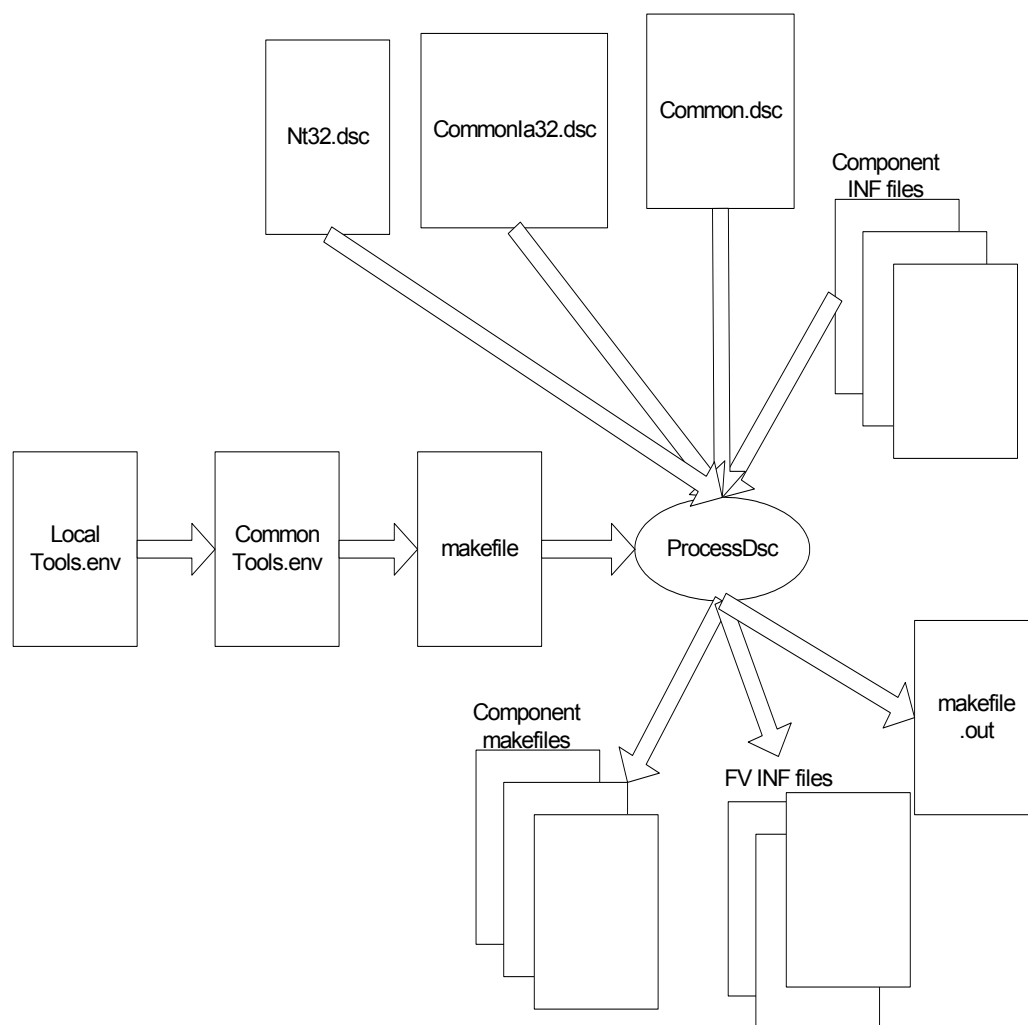 Nt32.dsc
CommonIa32.dsc
Common.dsc
Component
INF files
Local
Tools.env
Common
Tools.env
makefile
ProcessDsc
Component
makefiles
FV INF files
makefile
.out